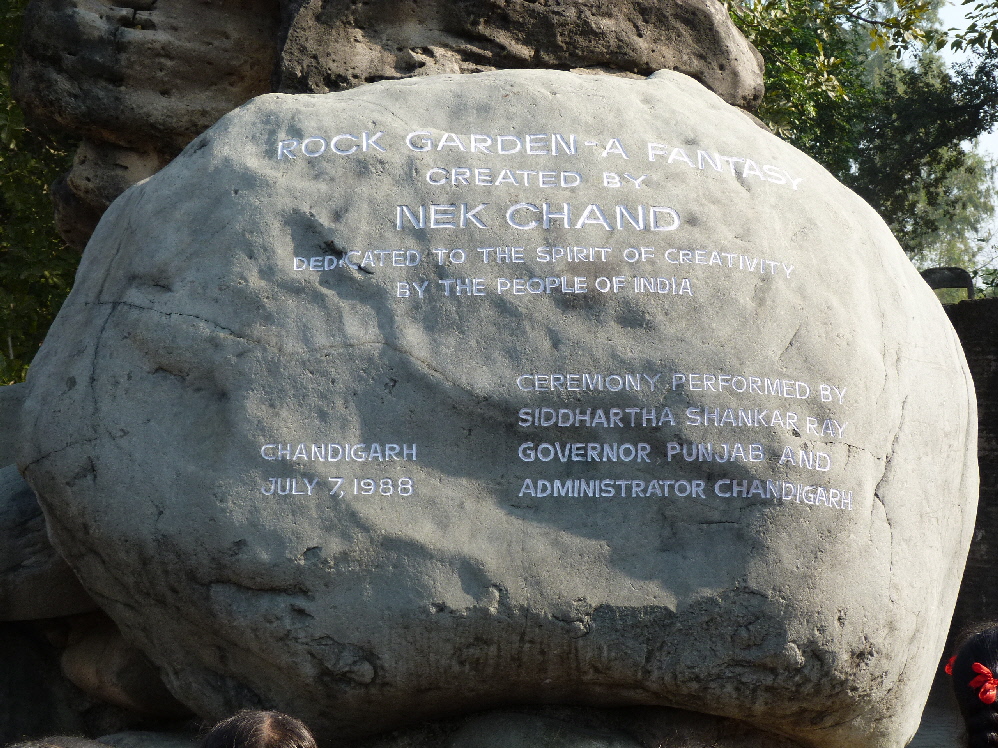 ROCK GARDEN-A FANTASY
CREATED BY
NEK CHAND
DEDICATED TO THE SPIRIT OF CREATIVITY
BY THE PEOPLE OF INDIA
CEREMONY PERFORMED BY
SIDDHARTHA SHANKAR RAY
GOVERNOR PUNJAB AND
ADMINISTRATOR CHANDIGARH
CHANDIGARH
JULY 7, 1988